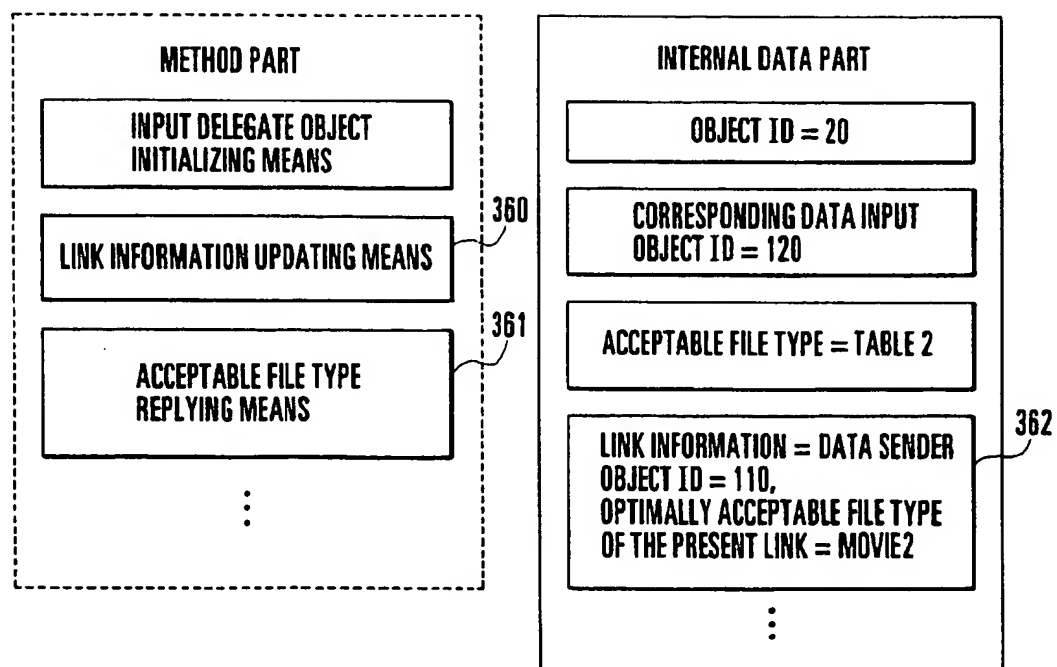 METHOD PART
INPUT DELEGATE OBJECT
INITIALIZING MEANS
360
LINK INFORMATION UPDATING MEANS
361
ACCEPTABLE FILE TYPE
REPLYING MEANS
INTERNAL DATA PART
OBJECT ID = 20
CORRESPONDING DATA INPUT
OBJECT ID = 120
ACCEPTABLE FILE TYPE = TABLE 2
362
LINK INFORMATION = DATA SENDER
OBJECT ID = 110,
OPTIMALLY ACCEPTABLE FILE TYPE
OF THE PRESENT LINK = MOVIE2